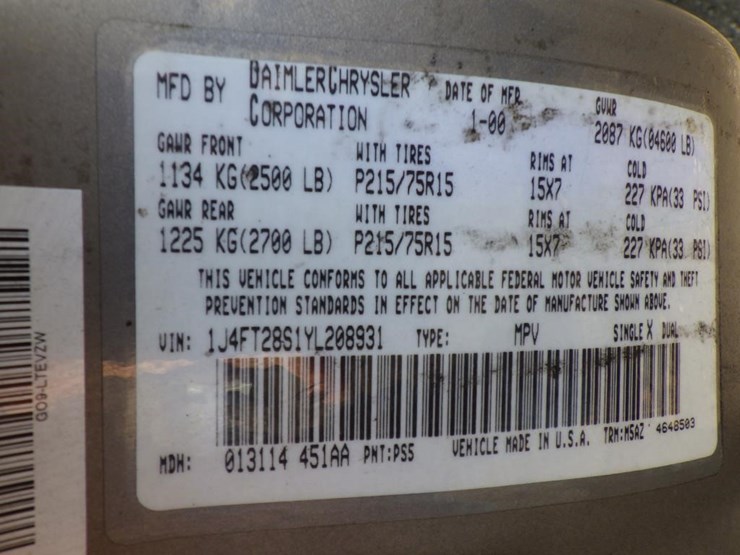 MFD BY DAIMLERCHRYSLER CORPORATION DATE OF MFR 1-00 GVWR 2087 KG(04600 LB)
GAWR FRONT WITH TIRES RIMS AT COLD
1134 KG(2500 LB) P215/75R15 15X7 227 KPA(33 PSI)
GAWR REAR WITH TIRES RIMS AT COLD
1225 KG(2700 LB) P215/75R15 15X7 227 KPA(33 PSI)
THIS VEHICLE CONFORMS TO ALL APPLICABLE FEDERAL MOTOR VEHICLE SAFETY AND THEFT
PREVENTION STANDARDS IN EFFECT ON THE DATE OF MANUFACTURE SHOWN ABOVE.
VIN: 1J4FT28S1YL208931 TYPE: MPV SINGLE X DUAL
MDH: 013114 451AA PNT:PS5 VEHICLE MADE IN U.S.A. TRM:M5AZ 4648503
GO9-LTEVZW